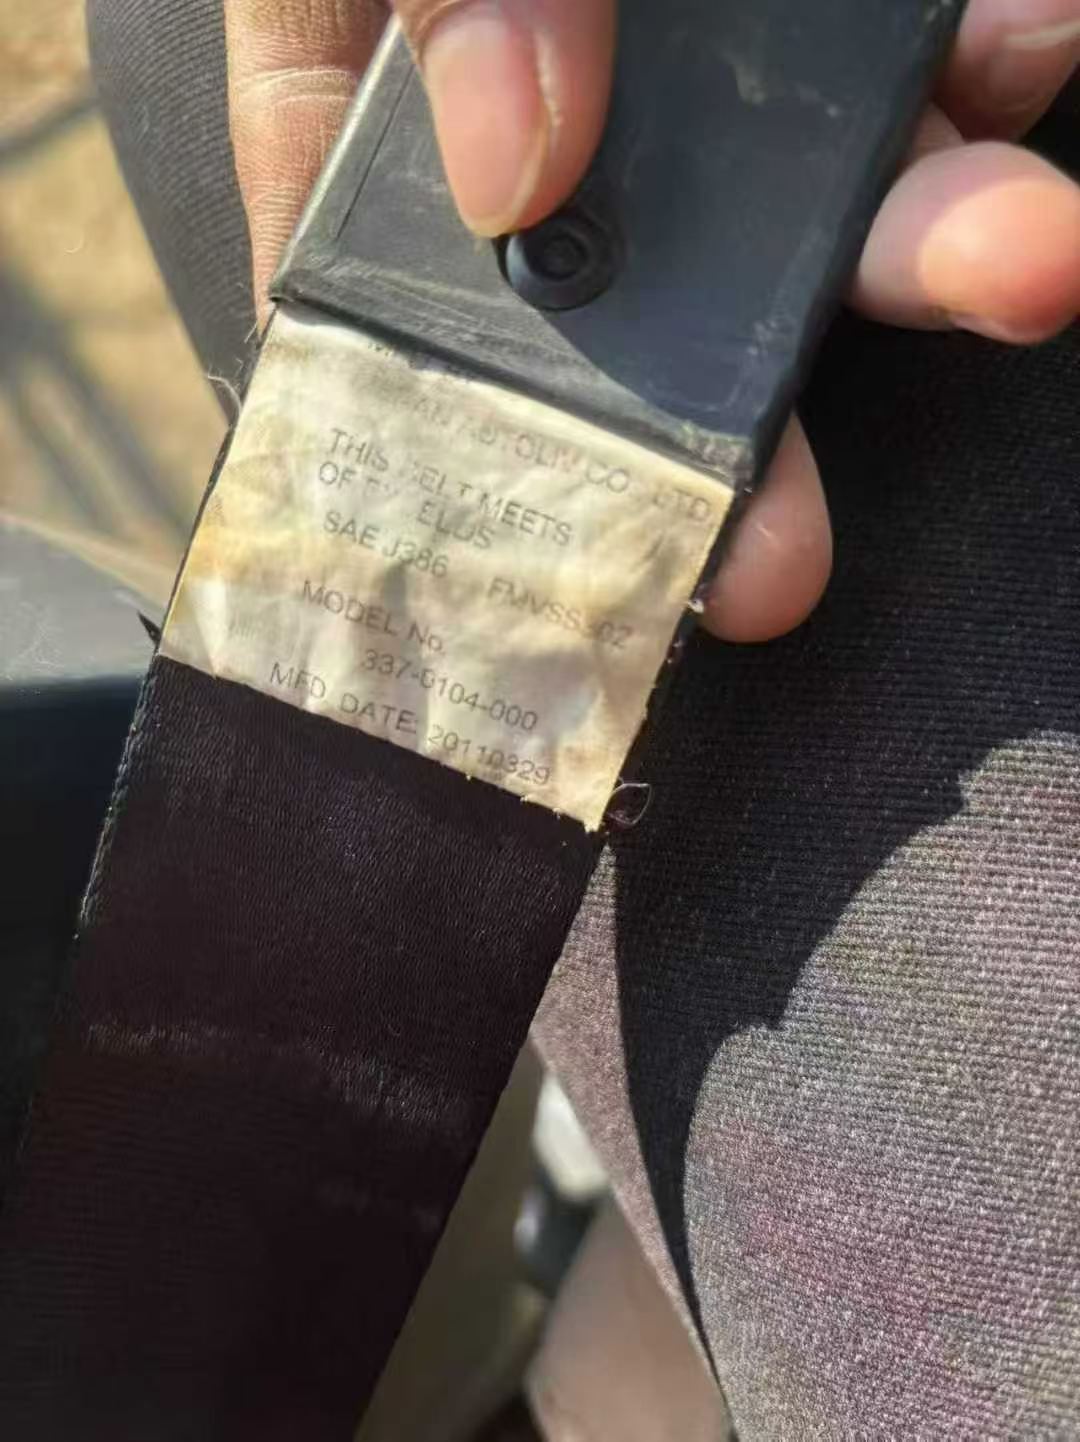 CO., LTD.
THIS BELT MEETS
OF
SAE J386 FMVSS302
MODEL No.
337-0104-000
MFD. DATE: 20110329